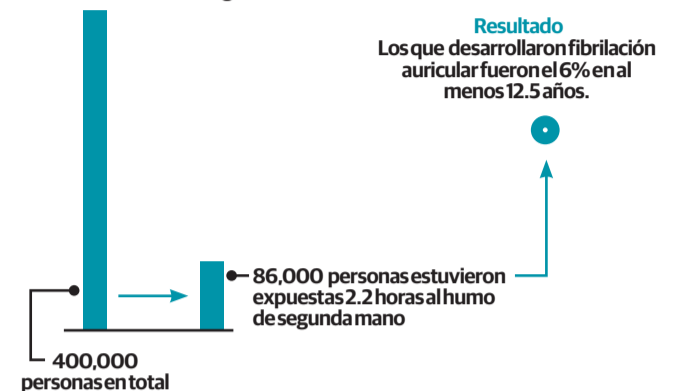 Resultado
Los que desarrollaron fibrilación
auricular fueron el 6% en al
menos 12.5 años.
86,000 personas estuvieron
expuestas 2.2 horas al humo
de segunda mano
400,000
personas en total